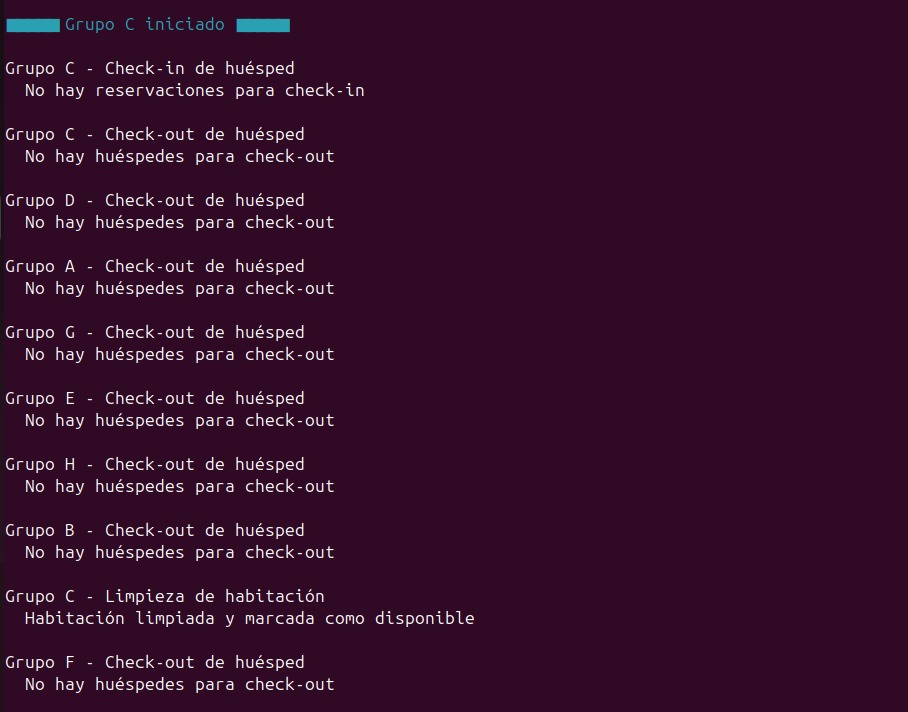 Grupo C iniciado
Grupo C - Check-in de huésped
No hay reservaciones para check-in
Grupo C - Check-out de huésped
No hay huéspedes para check-out
Grupo D - Check-out de huésped
No hay huéspedes para check-out
Grupo A - Check-out de huésped
No hay huéspedes para check-out
Grupo G - Check-out de huésped
No hay huéspedes para check-out
Grupo E - Check-out de huésped
No hay huéspedes para check-out
Grupo H - Check-out de huésped
No hay huéspedes para check-out
Grupo B - Check-out de huésped
No hay huéspedes para check-out
Grupo C - Limpieza de habitación
Habitación limpiada y marcada como disponible
Grupo F - Check-out de huésped
No hay huéspedes para check-out